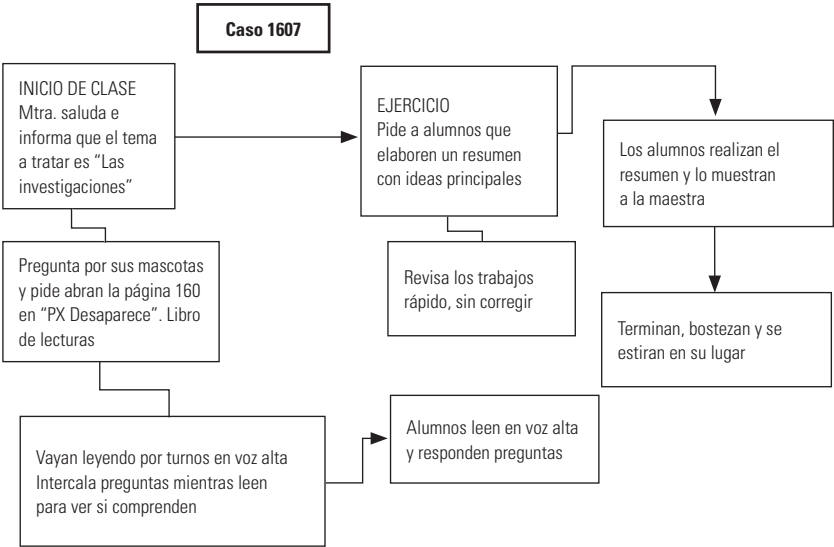 Caso 1607
INICIO DE CLASE
Mtra. saluda e
informa que el tema
a tratar es “Las
investigaciones”
Pregunta por sus mascotas
y pide abran la página 160
en “PX Desaparece”. Libro
de lecturas
Vayan leyendo por turnos en voz alta
Intercala preguntas mientras leen
para ver si comprenden
Alumnos leen en voz alta
y responden preguntas
EJERCICIO
Pide a alumnos que
elaboren un resumen
con ideas principales
Revisa los trabajos
rápido, sin corregir
Los alumnos realizan el
resumen y lo muestran
a la maestra
Terminan, bostezan y se
estiran en su lugar